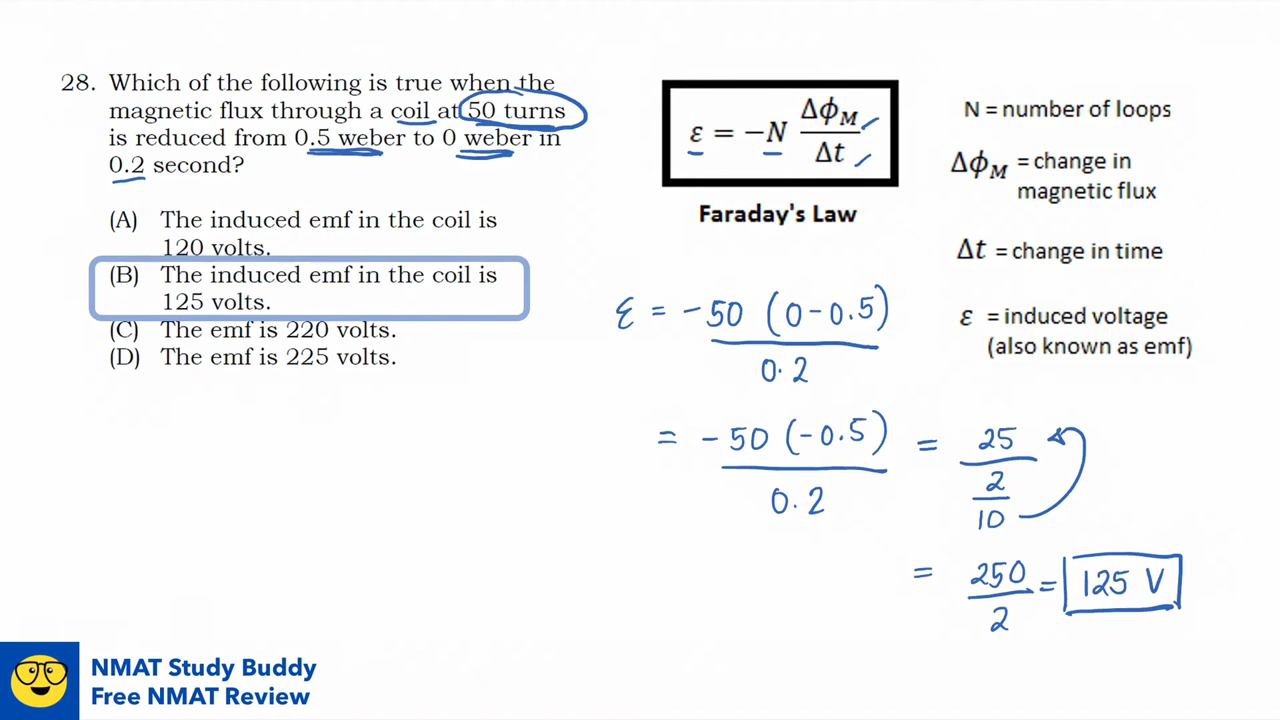 28. Which of the following is true when the
magnetic flux through a coil at 50 turns
is reduced from 0.5 weber to 0 weber in
0.2 second?
(A) The induced emf in the coil is
120 volts.
(B) The induced emf in the coil is
125 volts.
(C) The emf is 220 volts.
(D) The emf is 225 volts.
ε = −N ΔϕM / Δt
Faraday's Law
N = number of loops
ΔϕM = change in
magnetic flux
Δt = change in time
ε = induced voltage
(also known as emf)
ε = -50 (0-0.5) / 0.2
= -50 (-0.5) / 0.2 = 25 / (2/10)
= 250/2 = 125 V
NMAT Study Buddy
Free NMAT Review